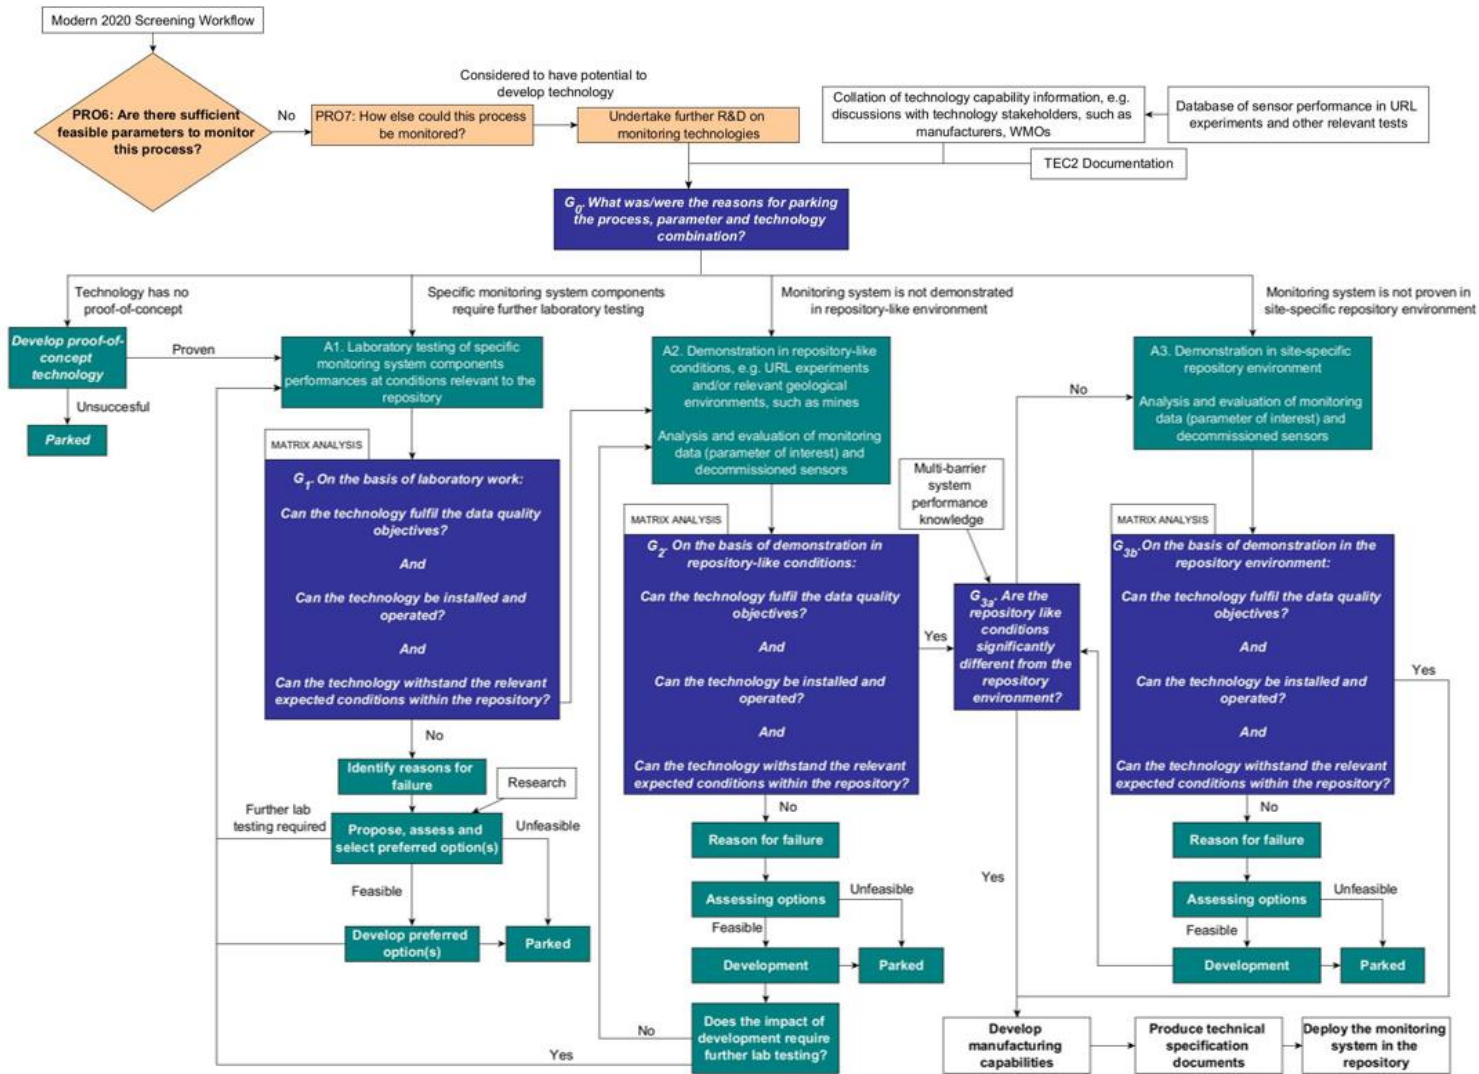 Modern 2020 Screening Workflow
PRO6: Are there sufficient
feasible parameters to monitor
this process?
No
PRO7: How else could this process
be monitored?
Considered to have potential to
develop technology
Undertake further R&D on
monitoring technologies
Collation of technology capability information, e.g.
discussions with technology stakeholders, such as
manufacturers, WMOs
Database of sensor performance in URL
experiments and other relevant tests
TEC2 Documentation
G0. What was/were the reasons for parking
the process, parameter and technology
combination?
Technology has no
proof-of-concept
Specific monitoring system components
require further laboratory testing
Monitoring system is not demonstrated
in repository-like environment
Monitoring system is not proven in
site-specific repository environment
Develop proof-of-
concept
technology
Proven
Unsuccesful
Parked
A1. Laboratory testing of specific
monitoring system components
performances at conditions relevant to the
repository
MATRIX ANALYSIS
G1. On the basis of laboratory work:
Can the technology fulfil the data quality
objectives?
And
Can the technology be installed and
operated?
And
Can the technology withstand the relevant
expected conditions within the repository?
No
Identify reasons for
failure
Research
Further lab
testing required
Propose, assess and
select preferred option(s)
Unfeasible
Feasible
Develop preferred
option(s)
Parked
A2. Demonstration in repository-like
conditions, e.g. URL experiments
and/or relevant geological
environments, such as mines
Analysis and evaluation of monitoring
data (parameter of interest) and
decommissioned sensors
MATRIX ANALYSIS
G2. On the basis of demonstration in
repository-like conditions:
Can the technology fulfil the data quality
objectives?
And
Can the technology be installed and
operated?
And
Can the technology withstand the relevant
expected conditions within the repository?
No
Reason for failure
Assessing options
Unfeasible
Feasible
Development
Parked
Does the impact of
development require
further lab testing?
No
Yes
Multi-barrier
system
performance
knowledge
Yes
G3a. Are the
repository like
conditions
significantly
different from the
repository
environment?
No
Yes
A3. Demonstration in site-specific
repository environment
Analysis and evaluation of monitoring
data (parameter of interest) and
decommissioned sensors
MATRIX ANALYSIS
G3b. On the basis of demonstration in the
repository environment:
Can the technology fulfil the data quality
objectives?
And
Can the technology be installed and
operated?
And
Can the technology withstand the relevant
expected conditions within the repository?
Yes
No
Reason for failure
Assessing options
Unfeasible
Feasible
Development
Parked
Develop
manufacturing
capabilities
Produce technical
specification
documents
Deploy the monitoring
system in the
repository